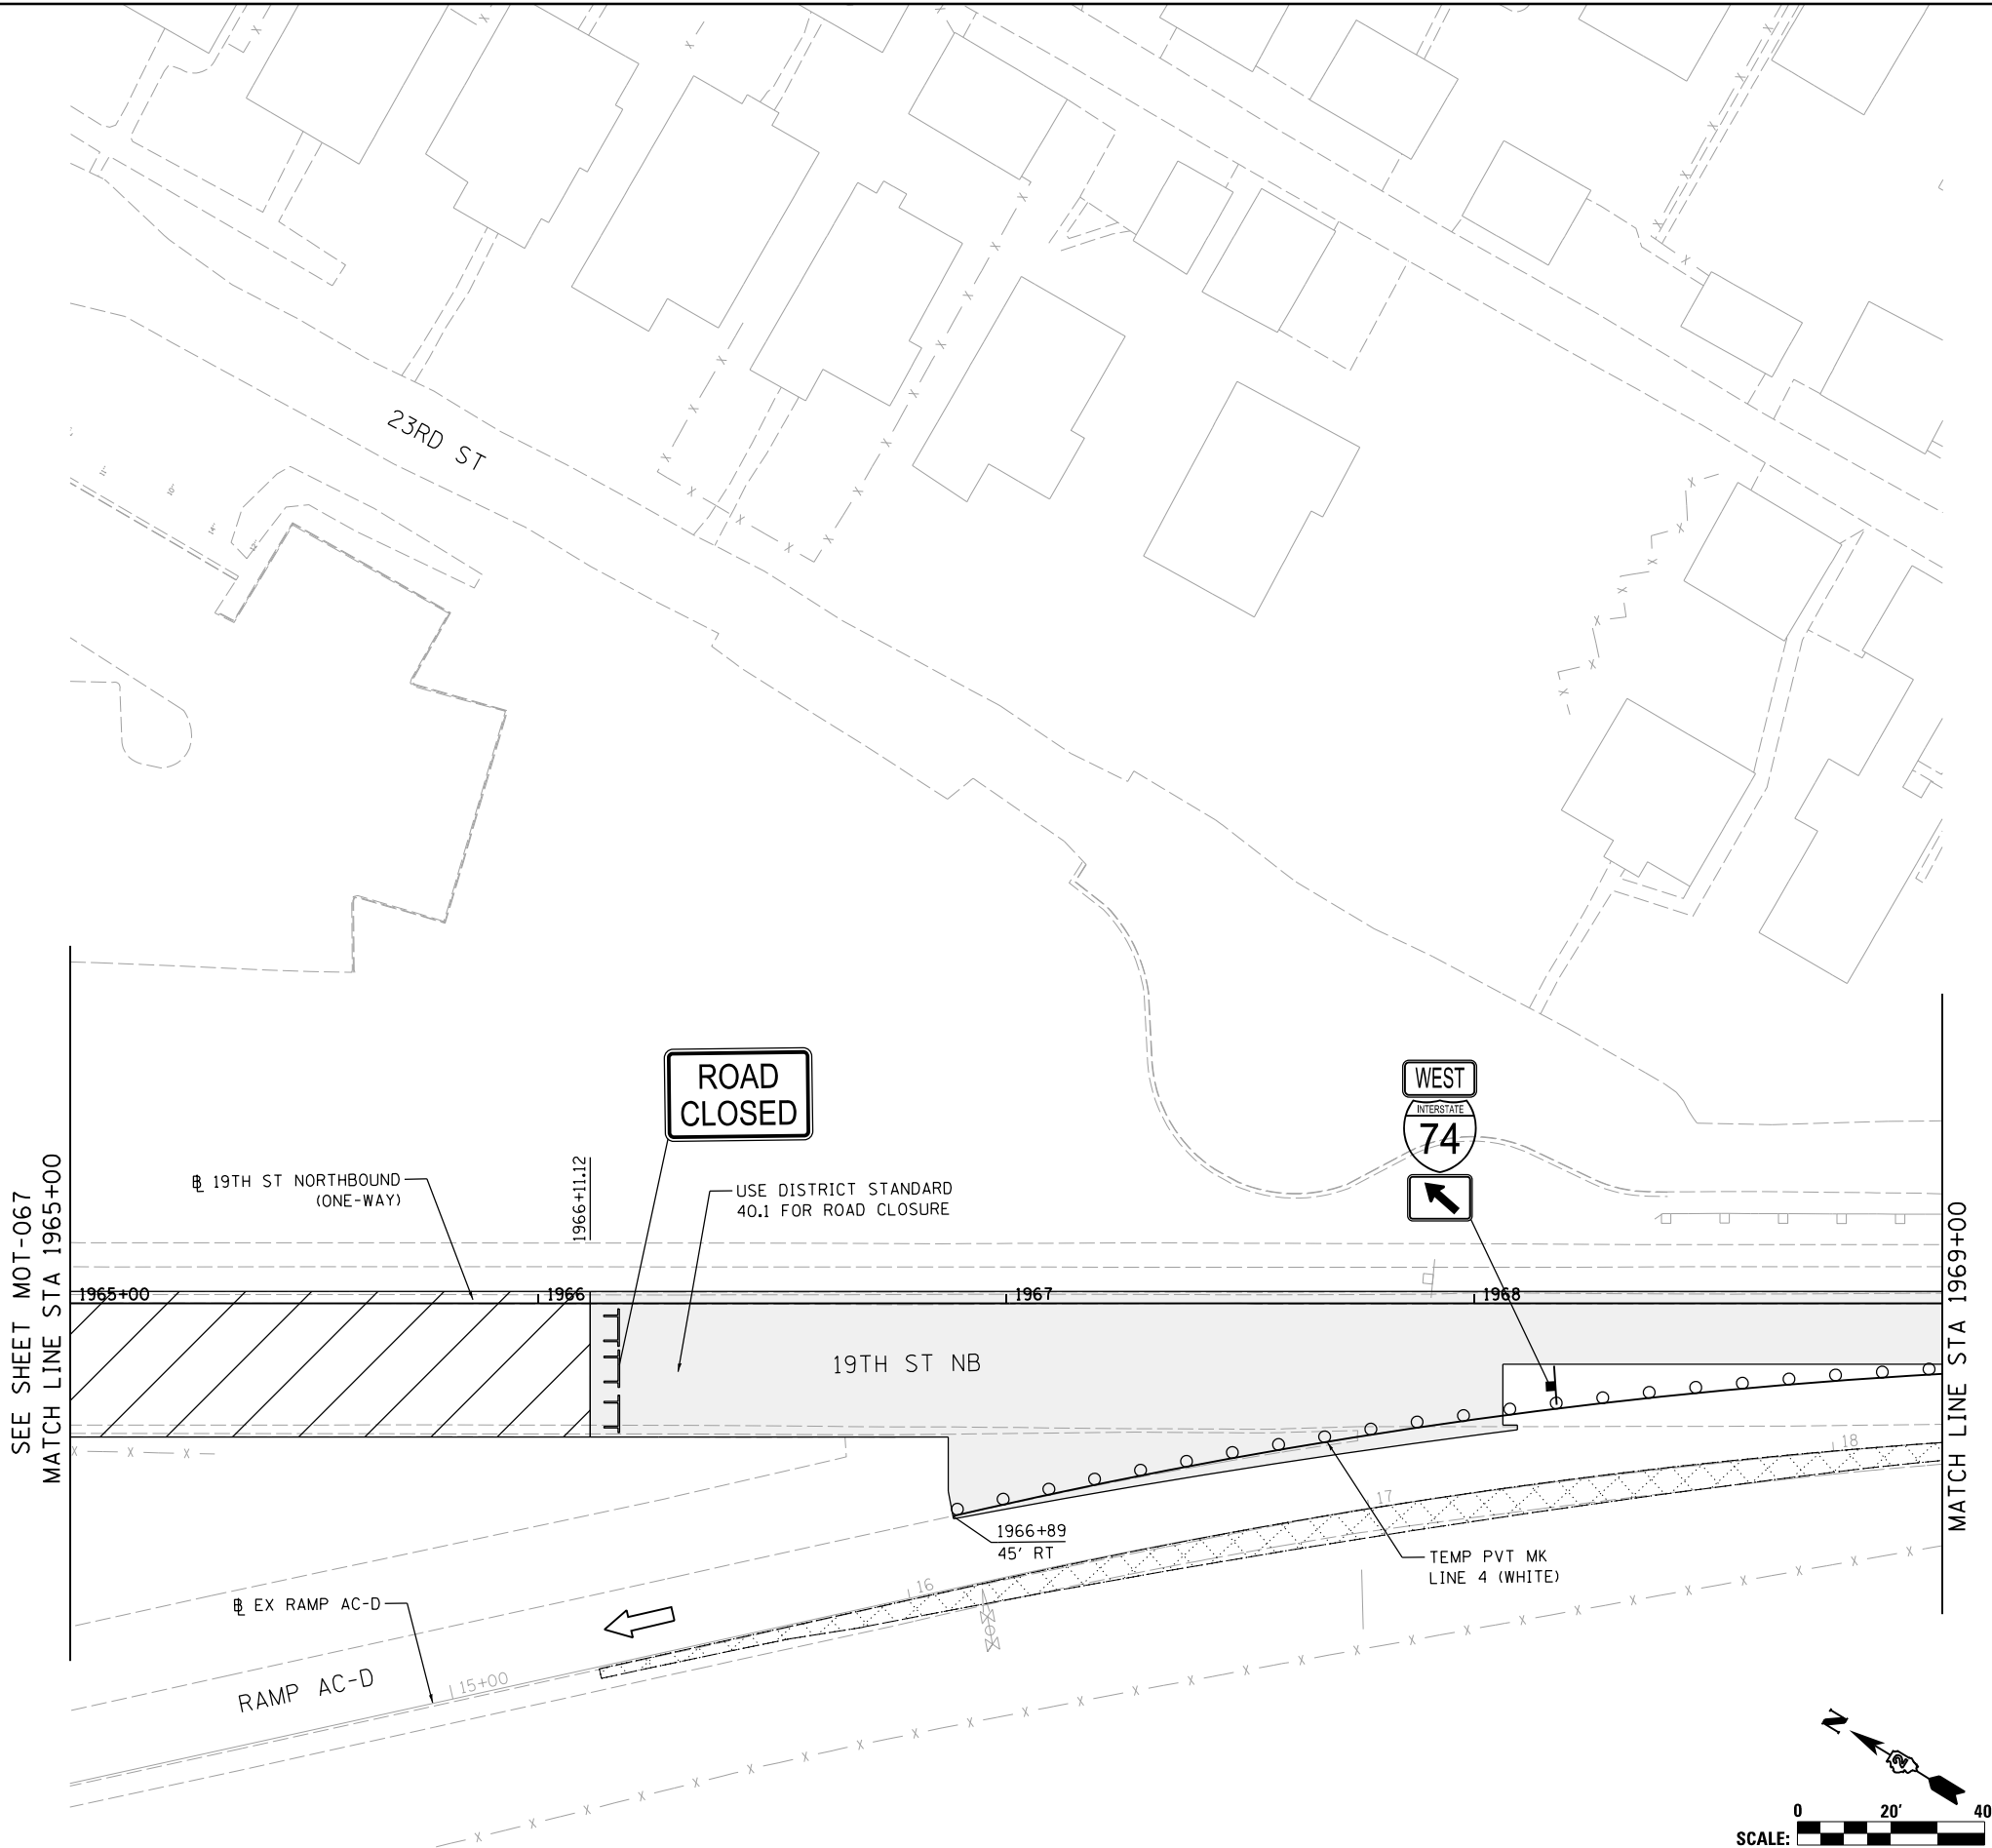 23RD ST
ROAD
CLOSED
WEST
INTERSTATE
74
SEE SHEET MOT-067
MATCH LINE STA 1965+00
19TH ST NORTHBOUND
(ONE-WAY)
1966+11.12
USE DISTRICT STANDARD
40.1 FOR ROAD CLOSURE
1965+00
1966
1967
1968
19TH ST NB
MATCH LINE STA 1969+00
18
17
1966+89
45' RT
TEMP PVT MK
LINE 4 (WHITE)
16
EX RAMP AC-D
15+00
RAMP AC-D
N
2
0 20' 40
SCALE: